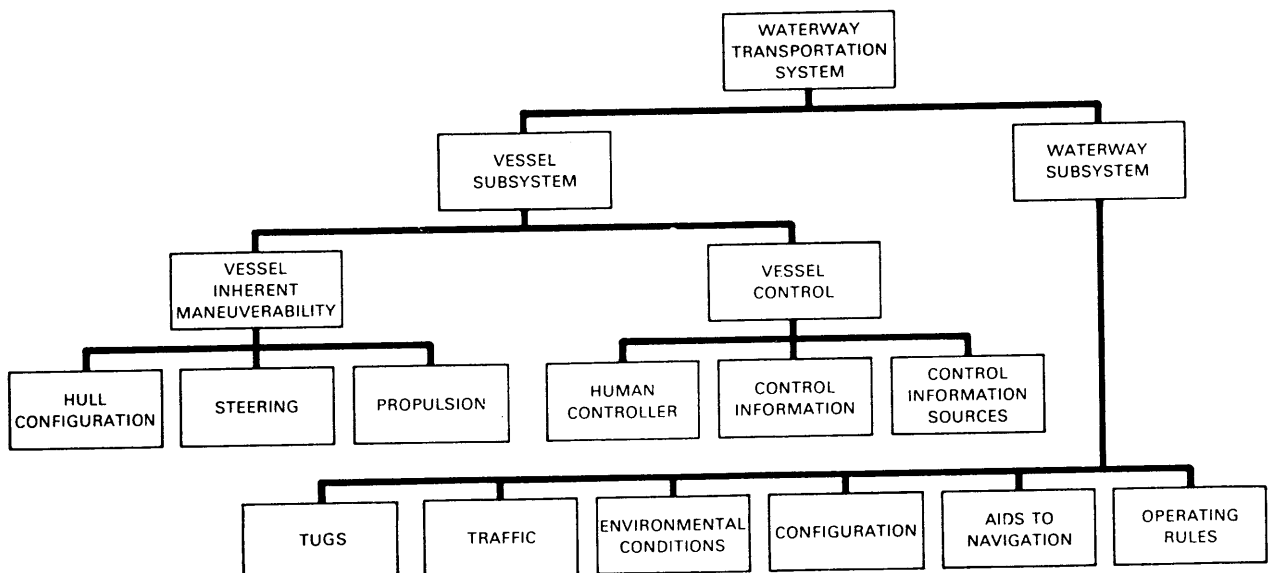 WATERWAY
TRANSPORTATION
SYSTEM
VESSEL
SUBSYSTEM
WATERWAY
SUBSYSTEM
VESSEL
INHERENT
MANEUVERABILITY
VESSEL
CONTROL
HULL
CONFIGURATION
STEERING
PROPULSION
HUMAN
CONTROLLER
CONTROL
INFORMATION
CONTROL
INFORMATION
SOURCES
TUGS
TRAFFIC
ENVIRONMENTAL
CONDITIONS
CONFIGURATION
AIDS TO
NAVIGATION
OPERATING
RULES